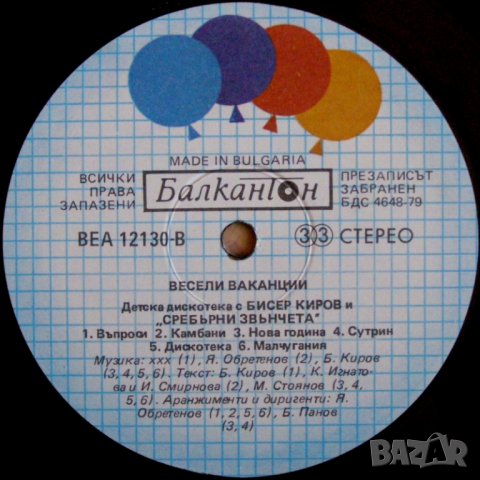 MADE IN BULGARIA
ВСИЧКИ ПРАВА ЗАПАЗЕНИ
Балкантон
ПРЕЗАПИСЪТ ЗАБРАНЕН БДС 4648-79
ВЕА 12130-В
33 СТЕРЕО
ВЕСЕЛИ ВАКАНЦИИ
Детска дискотека с БИСЕР КИРОВ и
„СРЕБЪРНИ ЗВЪНЧЕТА"
1. Въпроси 2. Камбани 3. Нова година 4. Сутрин
5. Дискотека 6. Малчугания
Музика: ххх (1), Я. Обретенов (2), Б. Киров
(3, 4, 5, 6). Текст: Б. Киров (1), К. Игнато-
ва и И. Смирнова (2), М. Стоянов (3, 4,
5, 6). Аранжименти и диригенти: Я.
Обретенов (1, 2, 5, 6), Б. Панов
(3, 4)
BAZAR